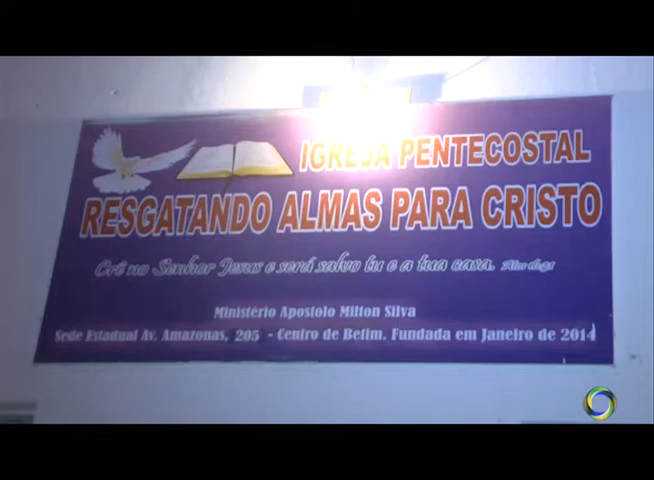 IGREJA PENTECOSTAL
RESGATANDO ALMAS PARA CRISTO
Crê no Senhor Jesus e será salvo tu e a tua casa.
Ministério Apostolo Milton Silva
Sede Estadual Av. Amazonas, 205 - Centro de Betim. Fundada em Janeiro de 2014